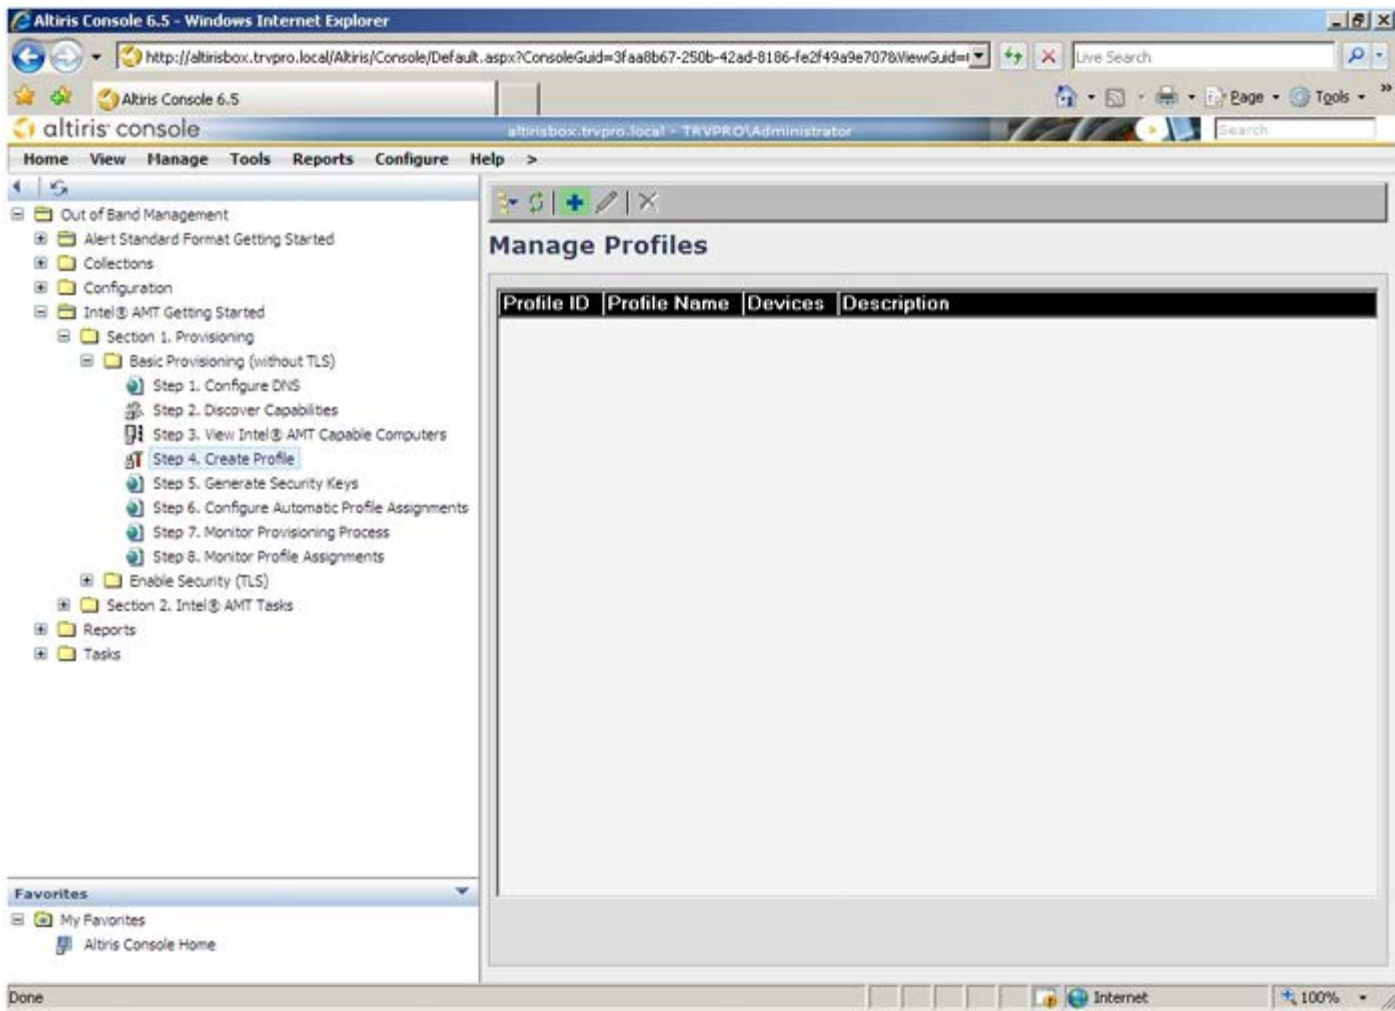 Altiris Console 6.5 - Windows Internet Explorer
http://altirisbox.trvpro.local/Altiris/Console/Default.aspx?ConsoleGuid=3faa8b67-250b-42ad-8186-fe2f49a9e707&ViewGuid=
Live Search
Altiris Console 6.5
Page
Tools
altiris console
altirisbox.trvpro.local - TRVPRO\Administrator
Search
Home View Manage Tools Reports Configure Help >
Out of Band Management
Alert Standard Format Getting Started
Collections
Configuration
Intel® AMT Getting Started
Section 1. Provisioning
Basic Provisioning (without TLS)
Step 1. Configure DNS
Step 2. Discover Capabilities
Step 3. View Intel® AMT Capable Computers
Step 4. Create Profile
Step 5. Generate Security Keys
Step 6. Configure Automatic Profile Assignments
Step 7. Monitor Provisioning Process
Step 8. Monitor Profile Assignments
Enable Security (TLS)
Section 2. Intel® AMT Tasks
Reports
Tasks
Manage Profiles
Profile ID Profile Name Devices Description
Favorites
My Favorites
Altiris Console Home
Done
Internet
100%